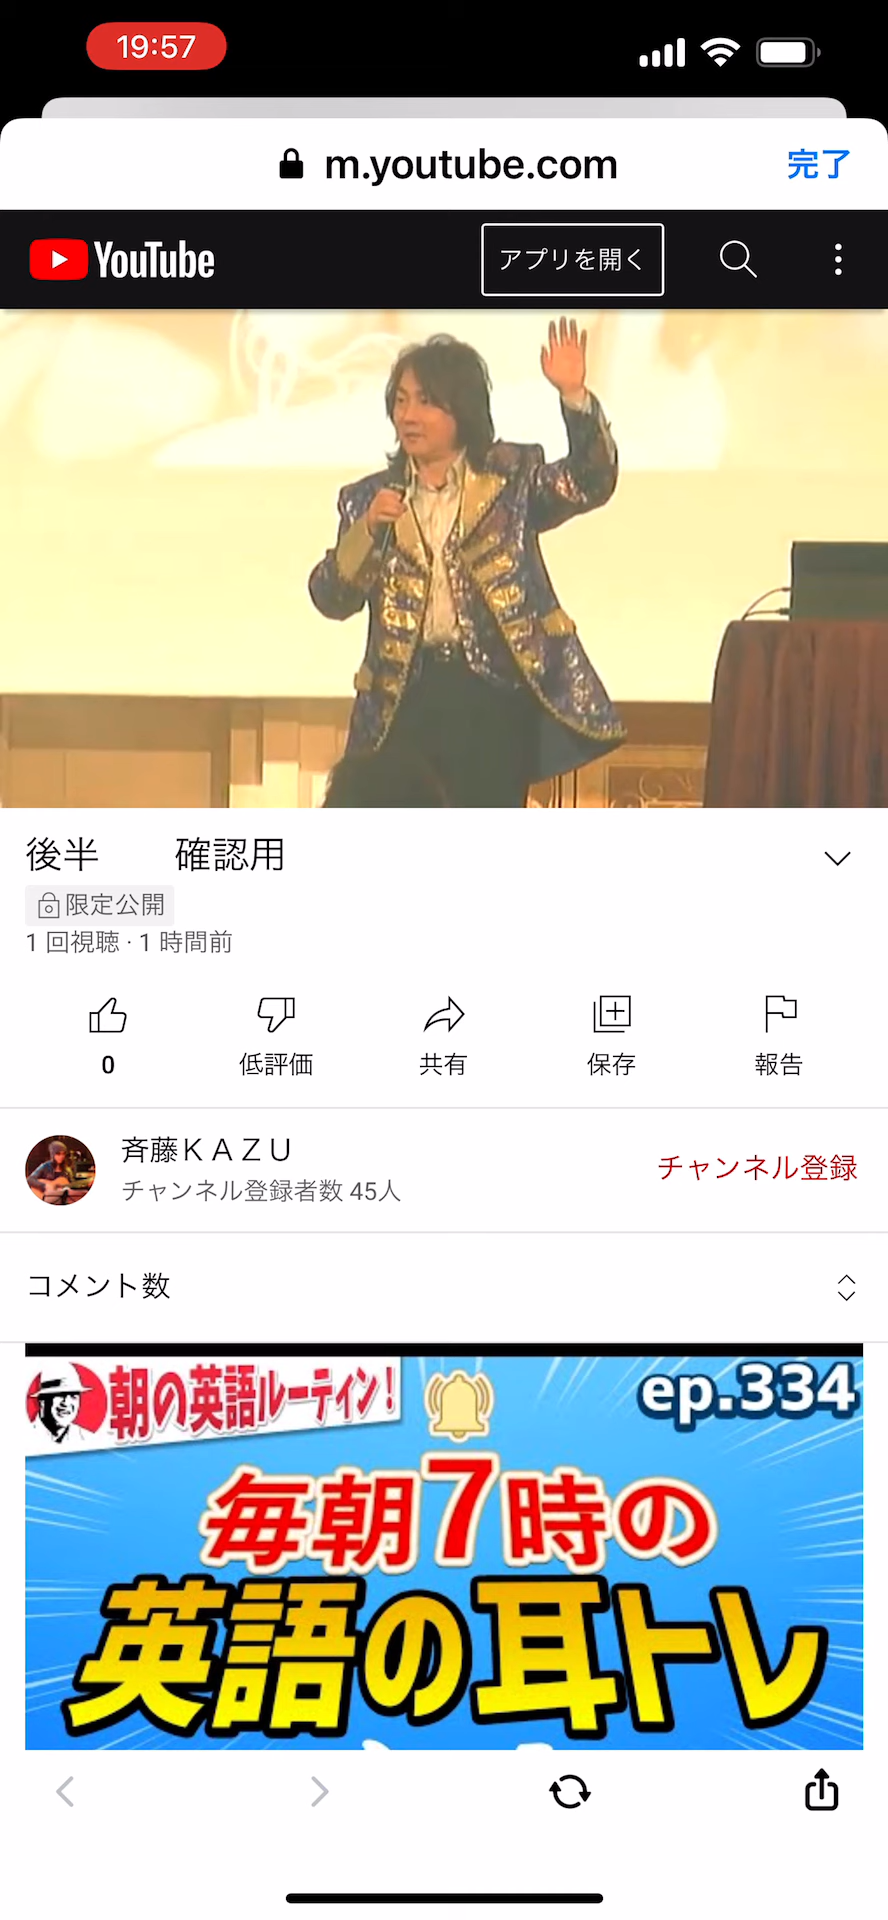 19:57
m.youtube.com
完了
YouTube
アプリを開く
後半　　確認用
限定公開
1 回視聴・1 時間前
0
低評価
共有
保存
報告
斉藤ＫＡＺＵ
チャンネル登録者数 45人
チャンネル登録
コメント数
朝の英語ルーティン！
ep.334
毎朝7時の
英語の耳トレ